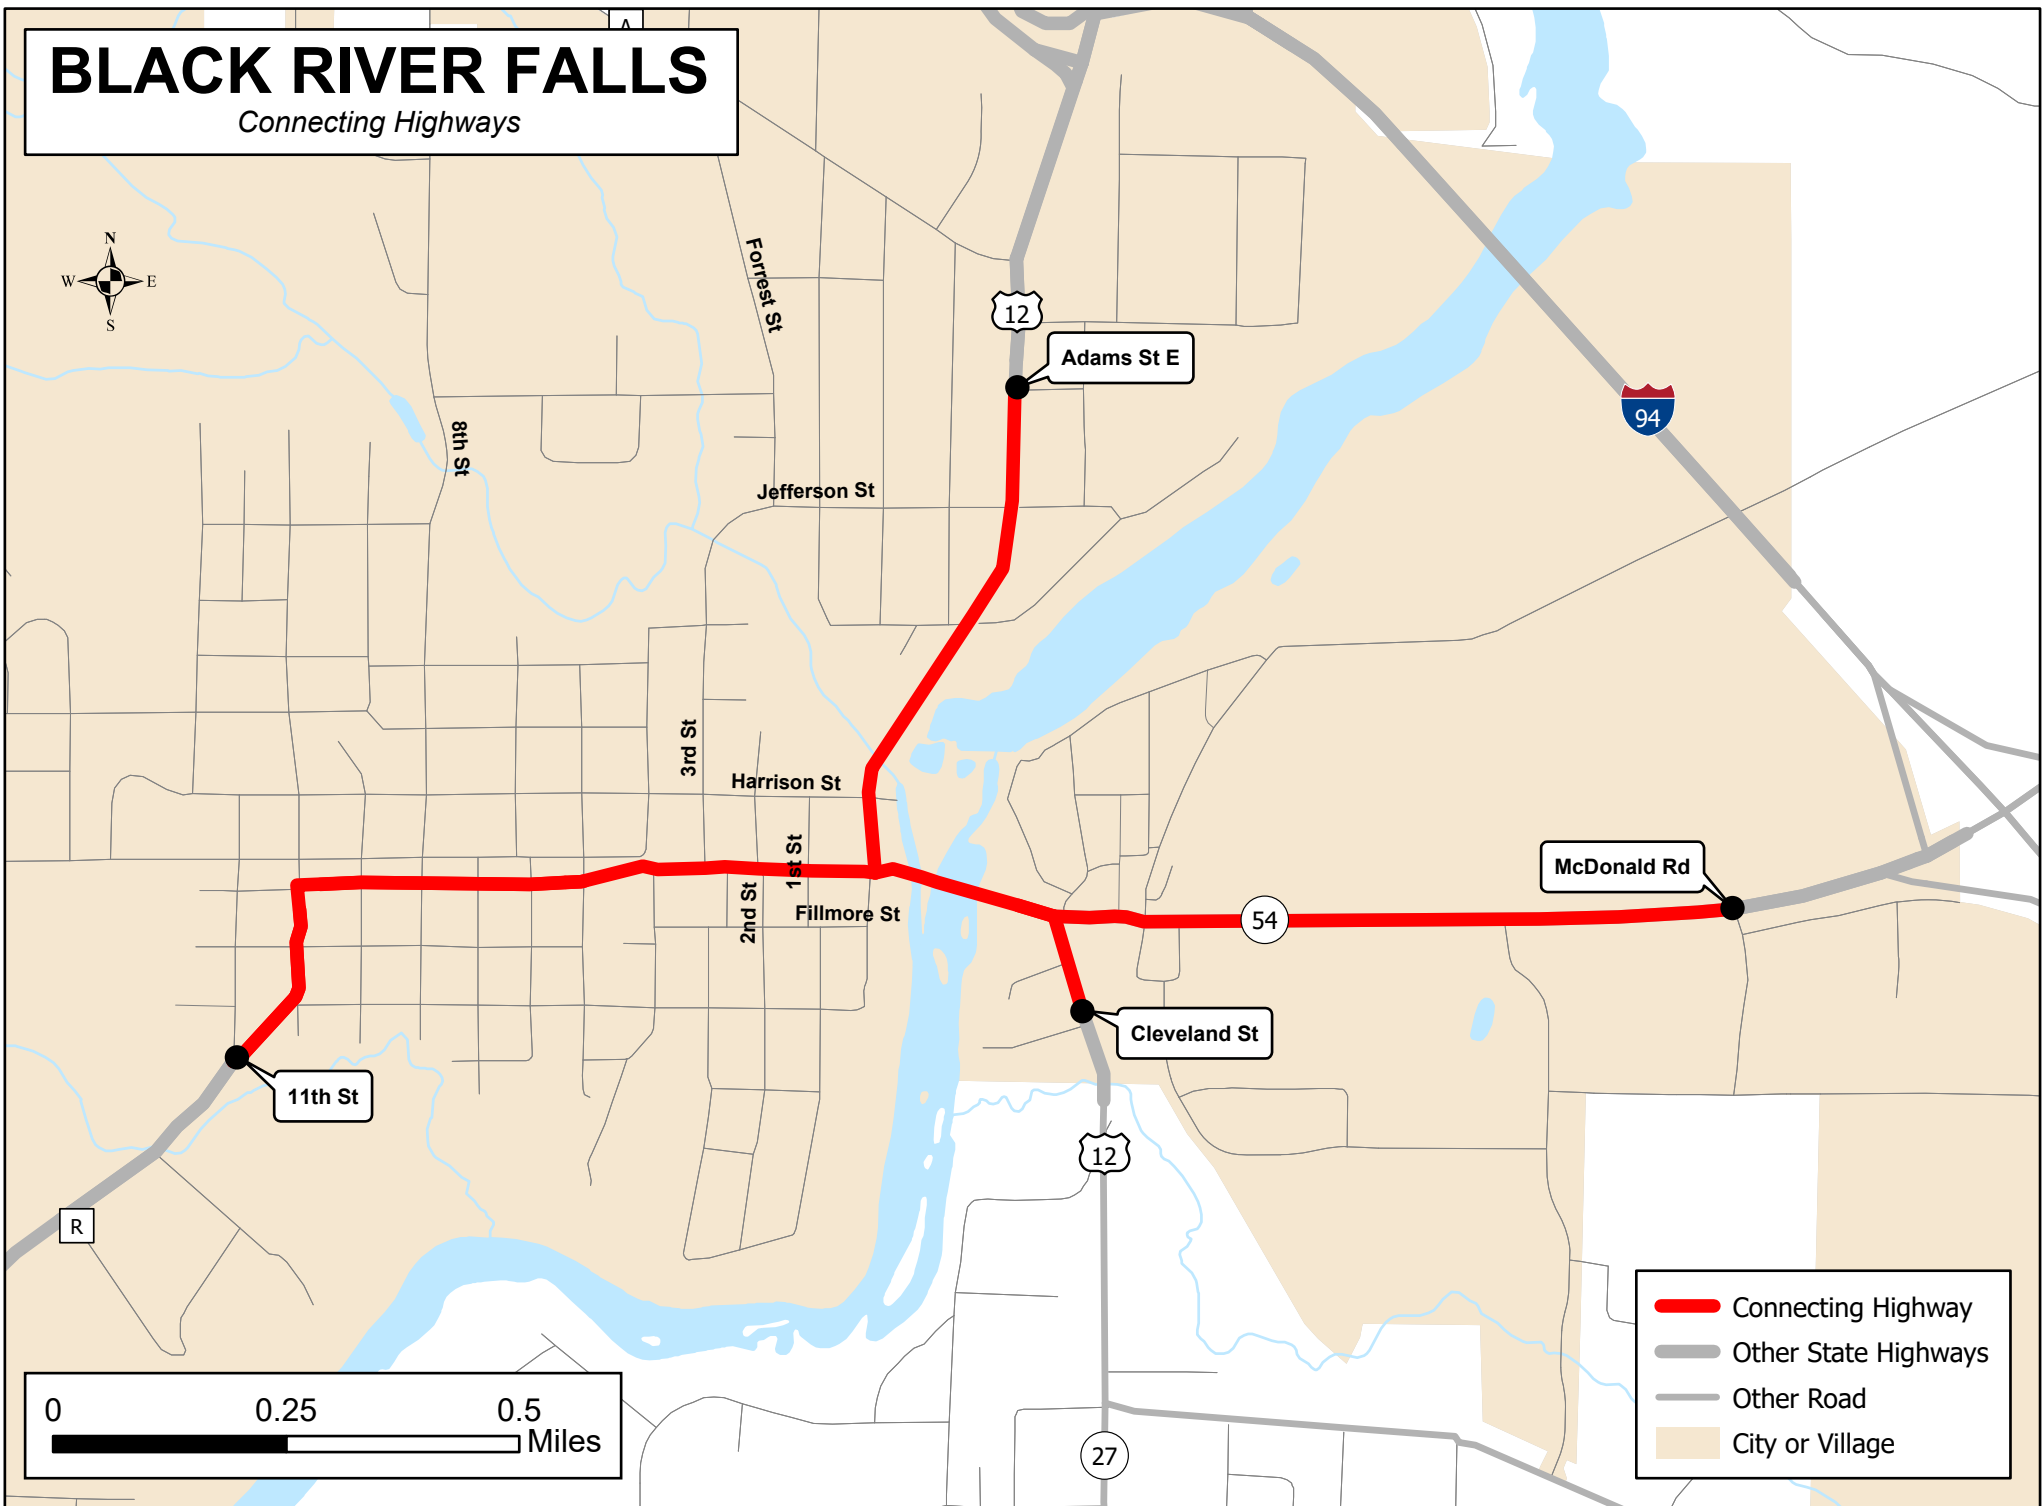 A
BLACK RIVER FALLS
Connecting Highways
N
W E
S
Forrest St
12
Adams St E
94
8th St
Jefferson St
3rd St
Harrison St
1st St
McDonald Rd
2nd St
Fillmore St
54
Cleveland St
11th St
12
R
Connecting Highway
Other State Highways
Other Road
City or Village
0 0.25 0.5
Miles
27